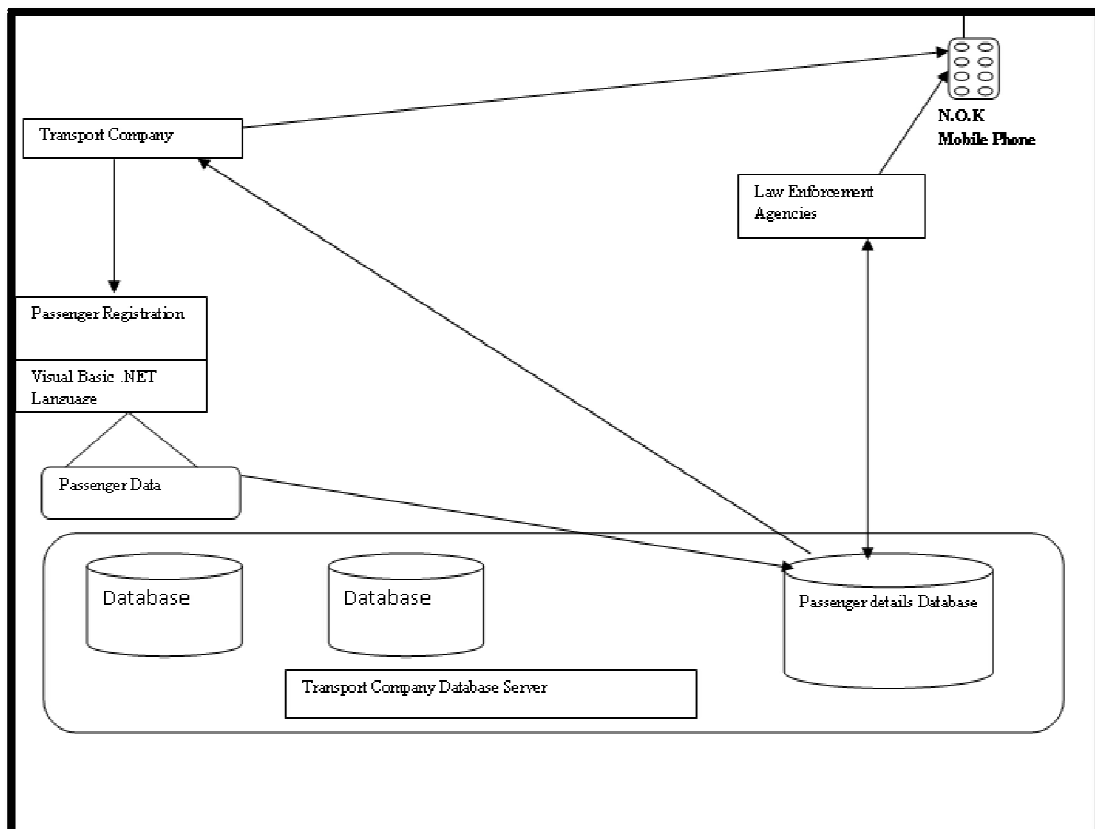 N.O.K
Mobile Phone
Transport Company
Law Enforcement
Agencies
Passenger Registration
Visual Basic .NET
Language
Passenger Data
Database
Database
Passenger details Database
Transport Company Database Server